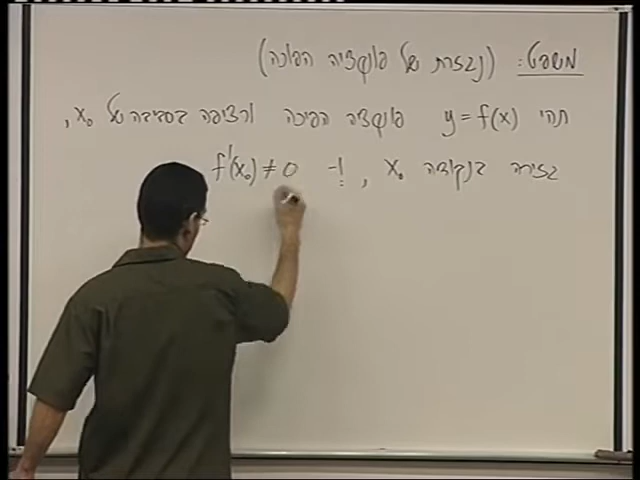 משפט: (נגזרת של פונקציה הפוכה)
תהי y = f(x) פונקציה הפיכה ורציפה בסביבה של x₀,
גזירה בנקודה x₀, ו- f'(x₀) ≠ 0